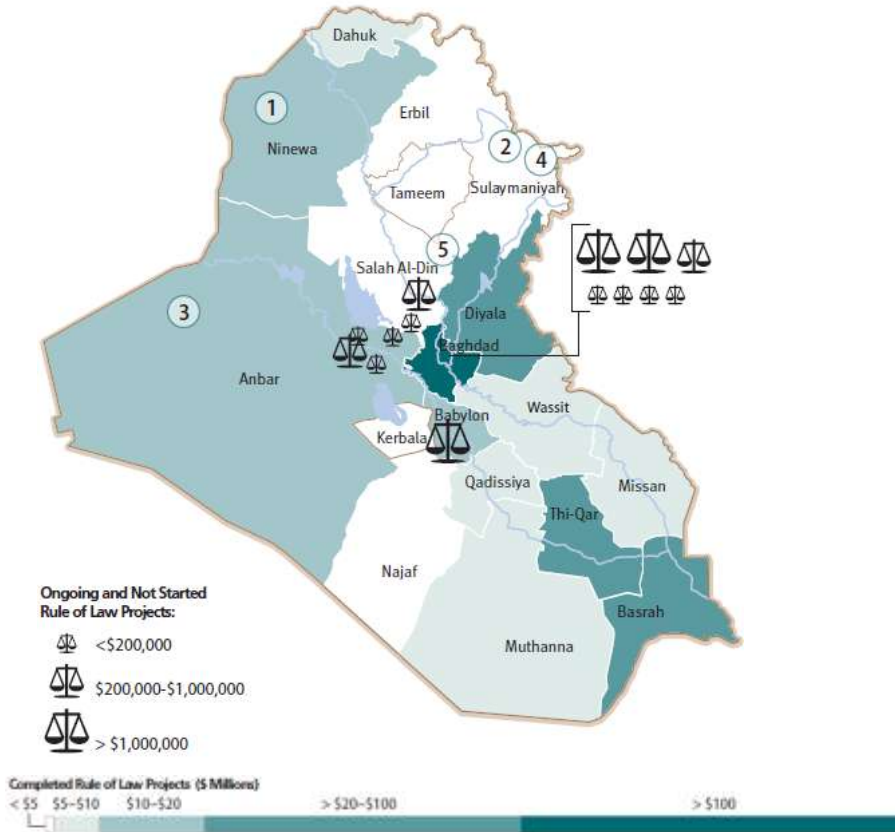 Dahuk
Erbil
1
Ninewa
2
4
Tameem
Sulaymaniyah
5
Salah Al-Din
3
Diyala
Baghdad
Anbar
Wassit
Babylon
Kerbala
Qadissiya
Missan
Thi-Qar
Najaf
Basrah
Muthanna
Ongoing and Not Started
Rule of Law Projects:
<$200,000
$200,000-$1,000,000
> $1,000,000
Completed Rule of Law Projects ($ Millions)
< $5 $5–$10 $10–$20 > $20–$100 > $100